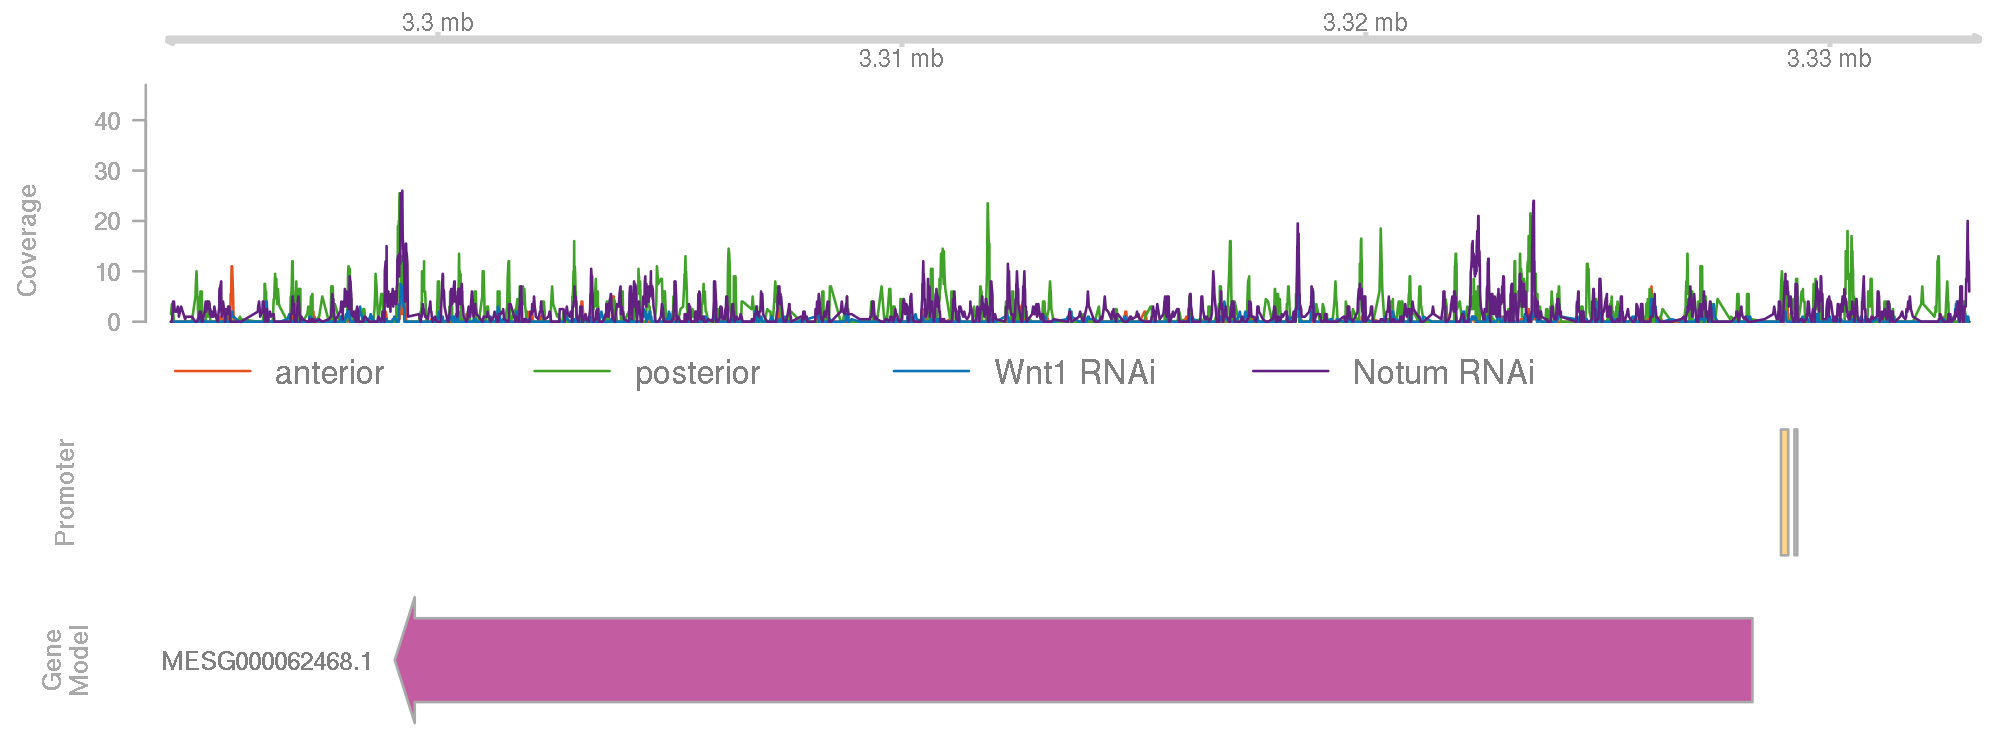 3.3 mb
3.32 mb
3.31 mb
3.33 mb
Coverage
40
30
20
10
0
anterior
posterior
Wnt1 RNAi
Notum RNAi
Promoter
Gene
Model
MESG000062468.1